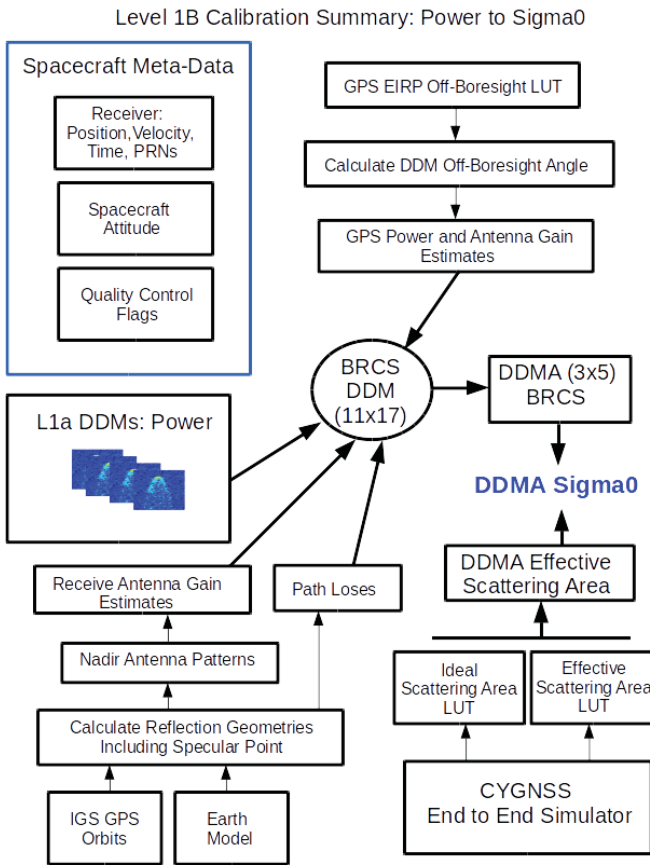 Level 1B Calibration Summary: Power to Sigma0
Spacecraft Meta-Data
Receiver:
Position,Velocity,
Time, PRNs
Spacecraft
Attitude
Quality Control
Flags
GPS EIRP Off-Boresight LUT
Calculate DDM Off-Boresight Angle
GPS Power and Antenna Gain
Estimates
BRCS
DDM
(11x17)
DDMA (3x5)
BRCS
L1a DDMs: Power
DDMA Sigma0
DDMA Effective
Scattering Area
Receive Antenna Gain
Estimates
Path Loses
Nadir Antenna Patterns
Ideal
Scattering Area
LUT
Effective
Scattering Area
LUT
Calculate Reflection Geometries
Including Specular Point
IGS GPS
Orbits
Earth
Model
CYGNSS
End to End Simulator